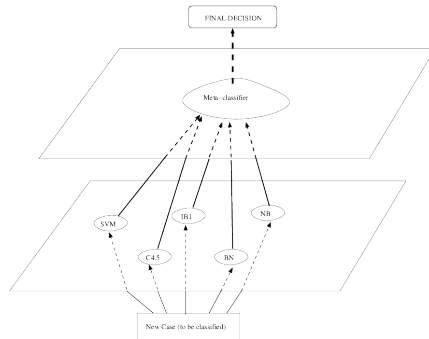 FINAL DECISION
Meta-classifier
IB1
NB
SVM
C4.5
BN
New Case (to be classified)